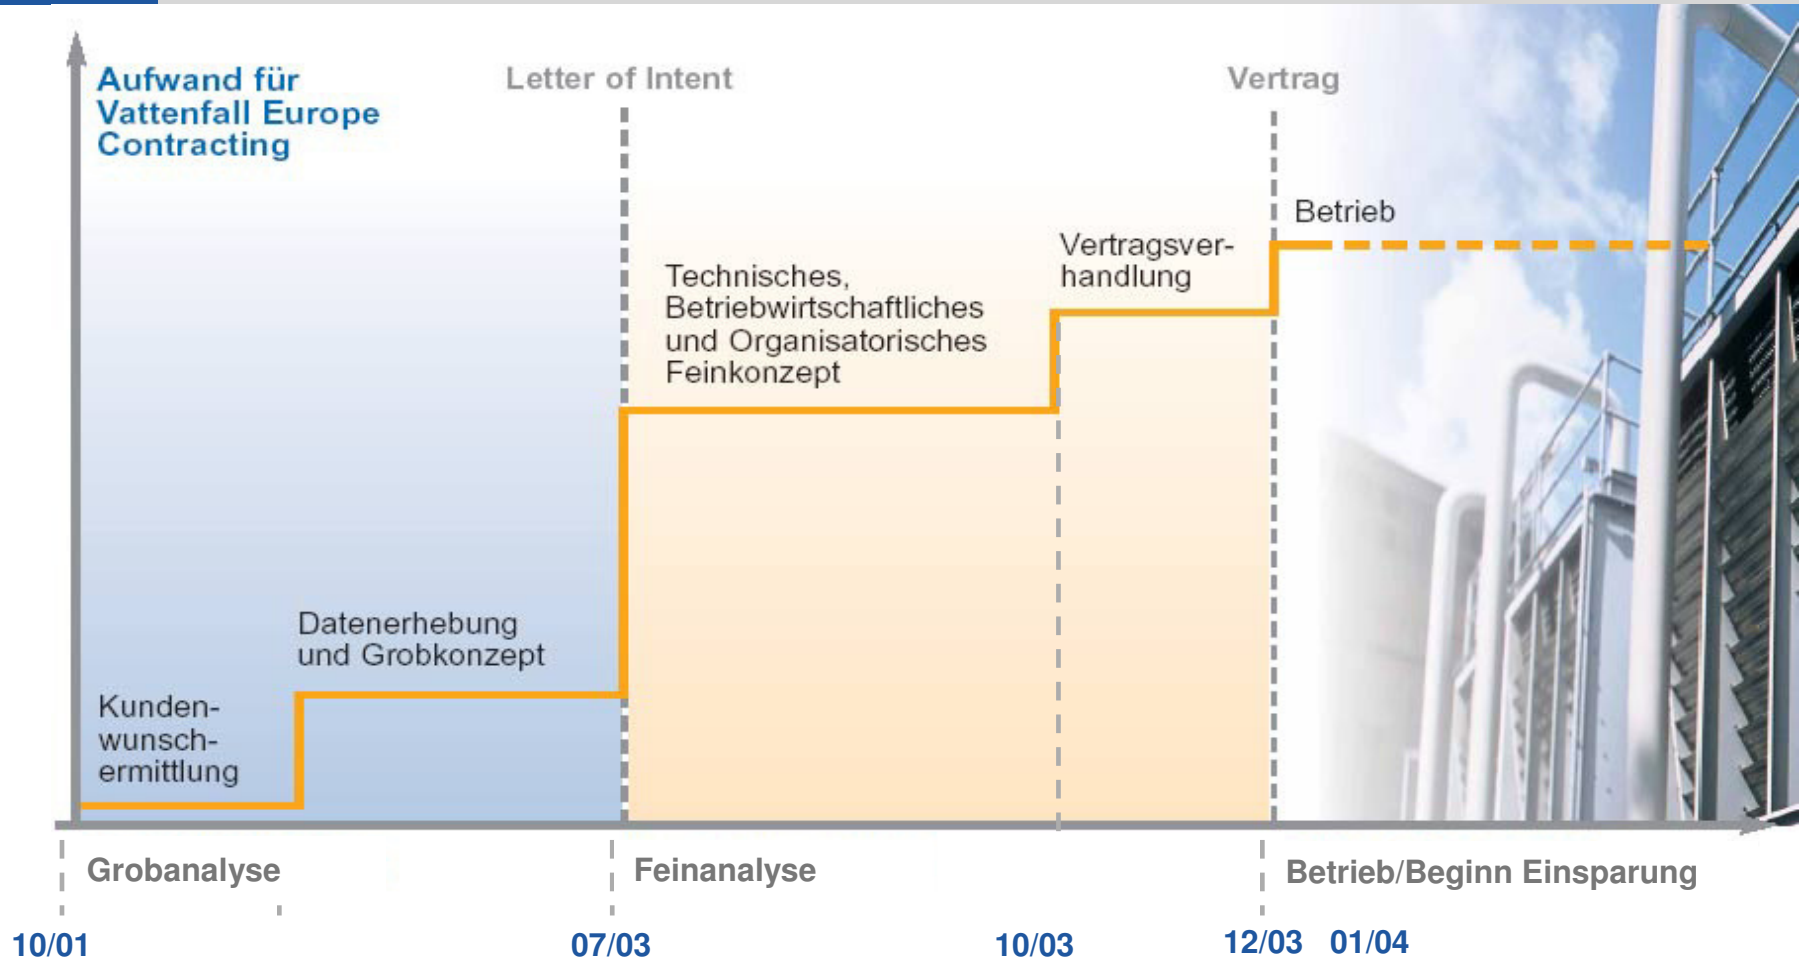 Aufwand für
Vattenfall Europe
Contracting
Letter of Intent
Vertrag
Betrieb
Vertragsver-
handlung
Technisches,
Betriebwirtschaftliches
und Organisatorisches
Feinkonzept
Datenerhebung
und Grobkonzept
Kunden-
wunsch-
ermittlung
Grobanalyse
Feinanalyse
Betrieb/Beginn Einsparung
10/01
07/03
10/03
12/03
01/04